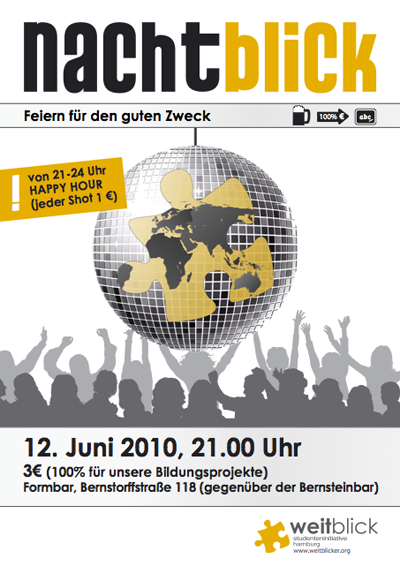 nachtblick
Feiern für den guten Zweck
100% €
abc
! von 21-24 Uhr
HAPPY HOUR
(jeder Shot 1 €)
12. Juni 2010, 21.00 Uhr
3€ (100% für unsere Bildungsprojekte)
Formbar, Bernstorffstraße 118 (gegenüber der Bernsteinbar)
weitblick
studenteninitiative
hamburg
www.weitblicker.org